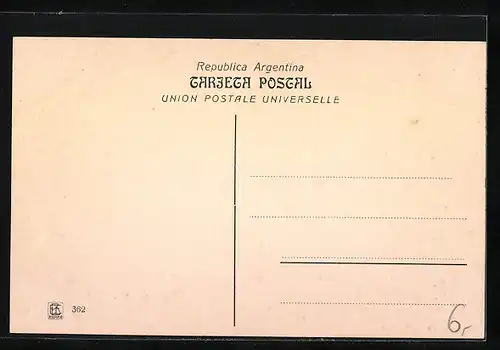 Republica Argentina
TARJETA POSTAL
UNION POSTALE UNIVERSELLE
362
6,-